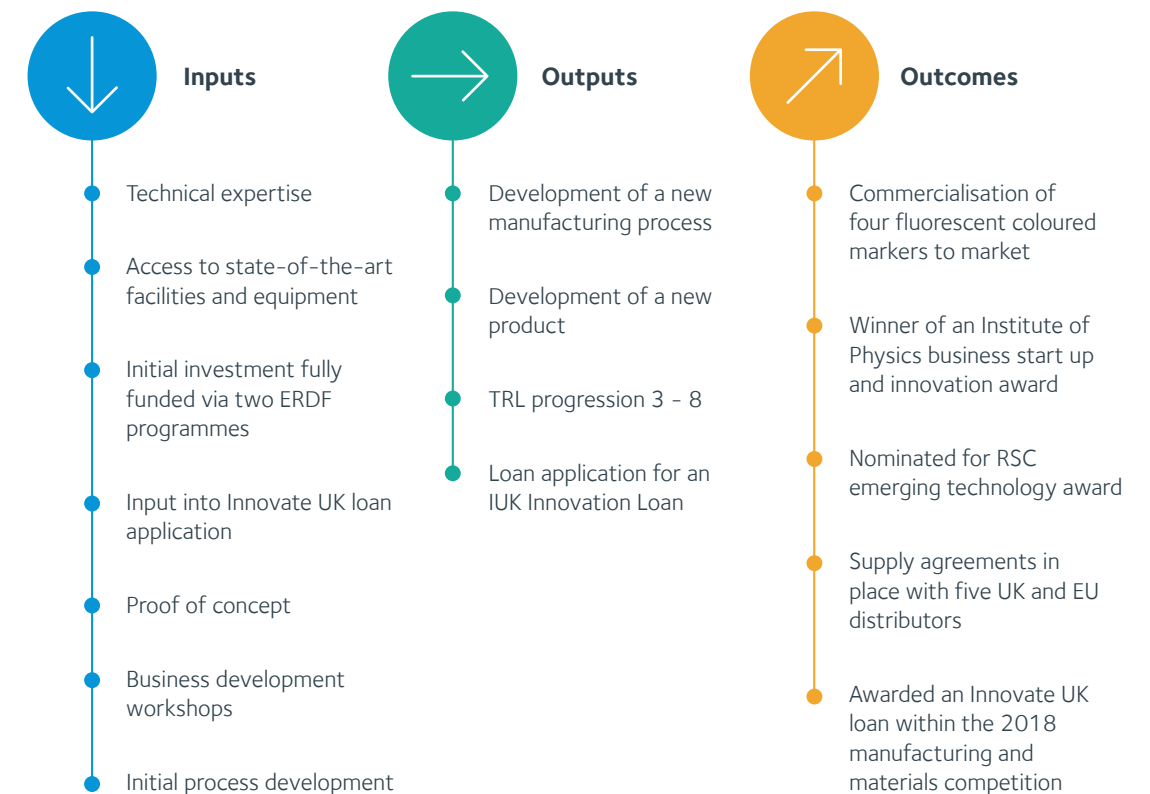 Inputs
Technical expertise
Access to state-of-the-art
facilities and equipment
Initial investment fully
funded via two ERDF
programmes
Input into Innovate UK loan
application
Proof of concept
Business development
workshops
Initial process development
Outputs
Development of a new
manufacturing process
Development of a new
product
TRL progression 3 - 8
Loan application for an
IUK Innovation Loan
Outcomes
Commercialisation of
four fluorescent coloured
markers to market
Winner of an Institute of
Physics business start up
and innovation award
Nominated for RSC
emerging technology award
Supply agreements in
place with five UK and EU
distributors
Awarded an Innovate UK
loan within the 2018
manufacturing and
materials competition